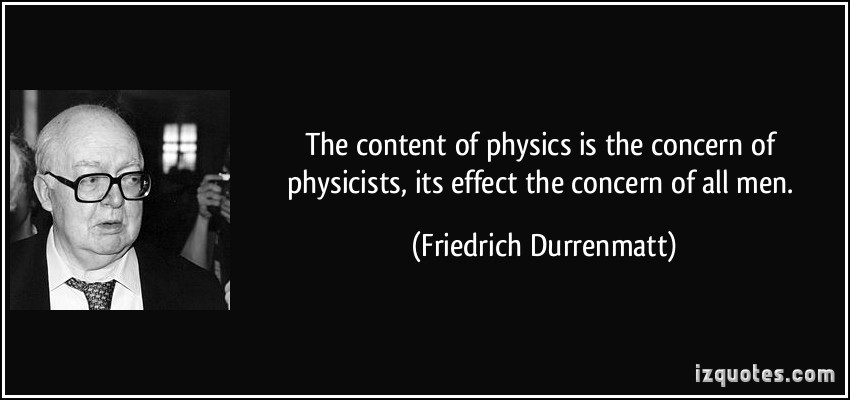 The content of physics is the concern of
physicists, its effect the concern of all men.
(Friedrich Durrenmatt)
izquotes.com